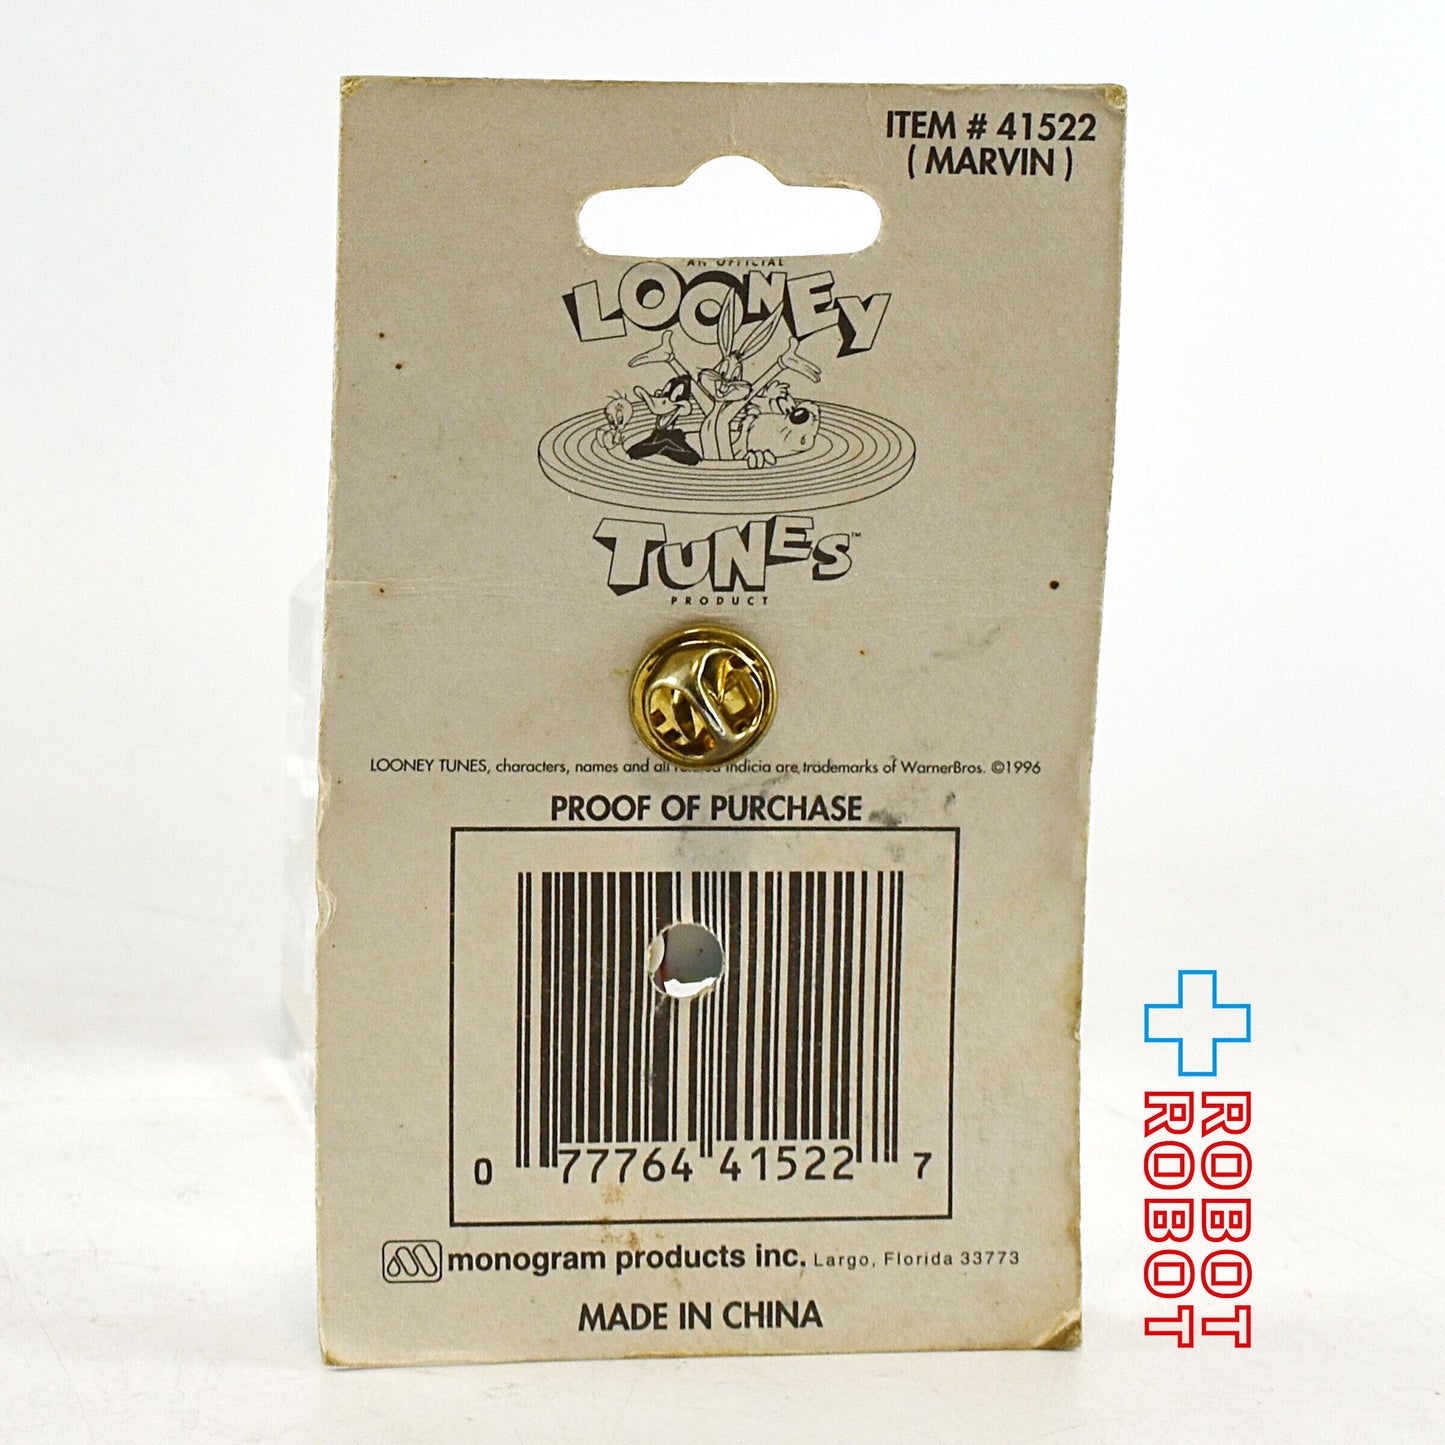 ITEM # 41522
( MARVIN )
AN OFFICIAL
LOONEY
TUNES™
PRODUCT
LOONEY TUNES, characters, names and all related indicia are trademarks of WarnerBros. ©1996
PROOF OF PURCHASE
0 77764 41522 7
monogram products inc. Largo, Florida 33773
MADE IN CHINA
ROBOT
ROBOT